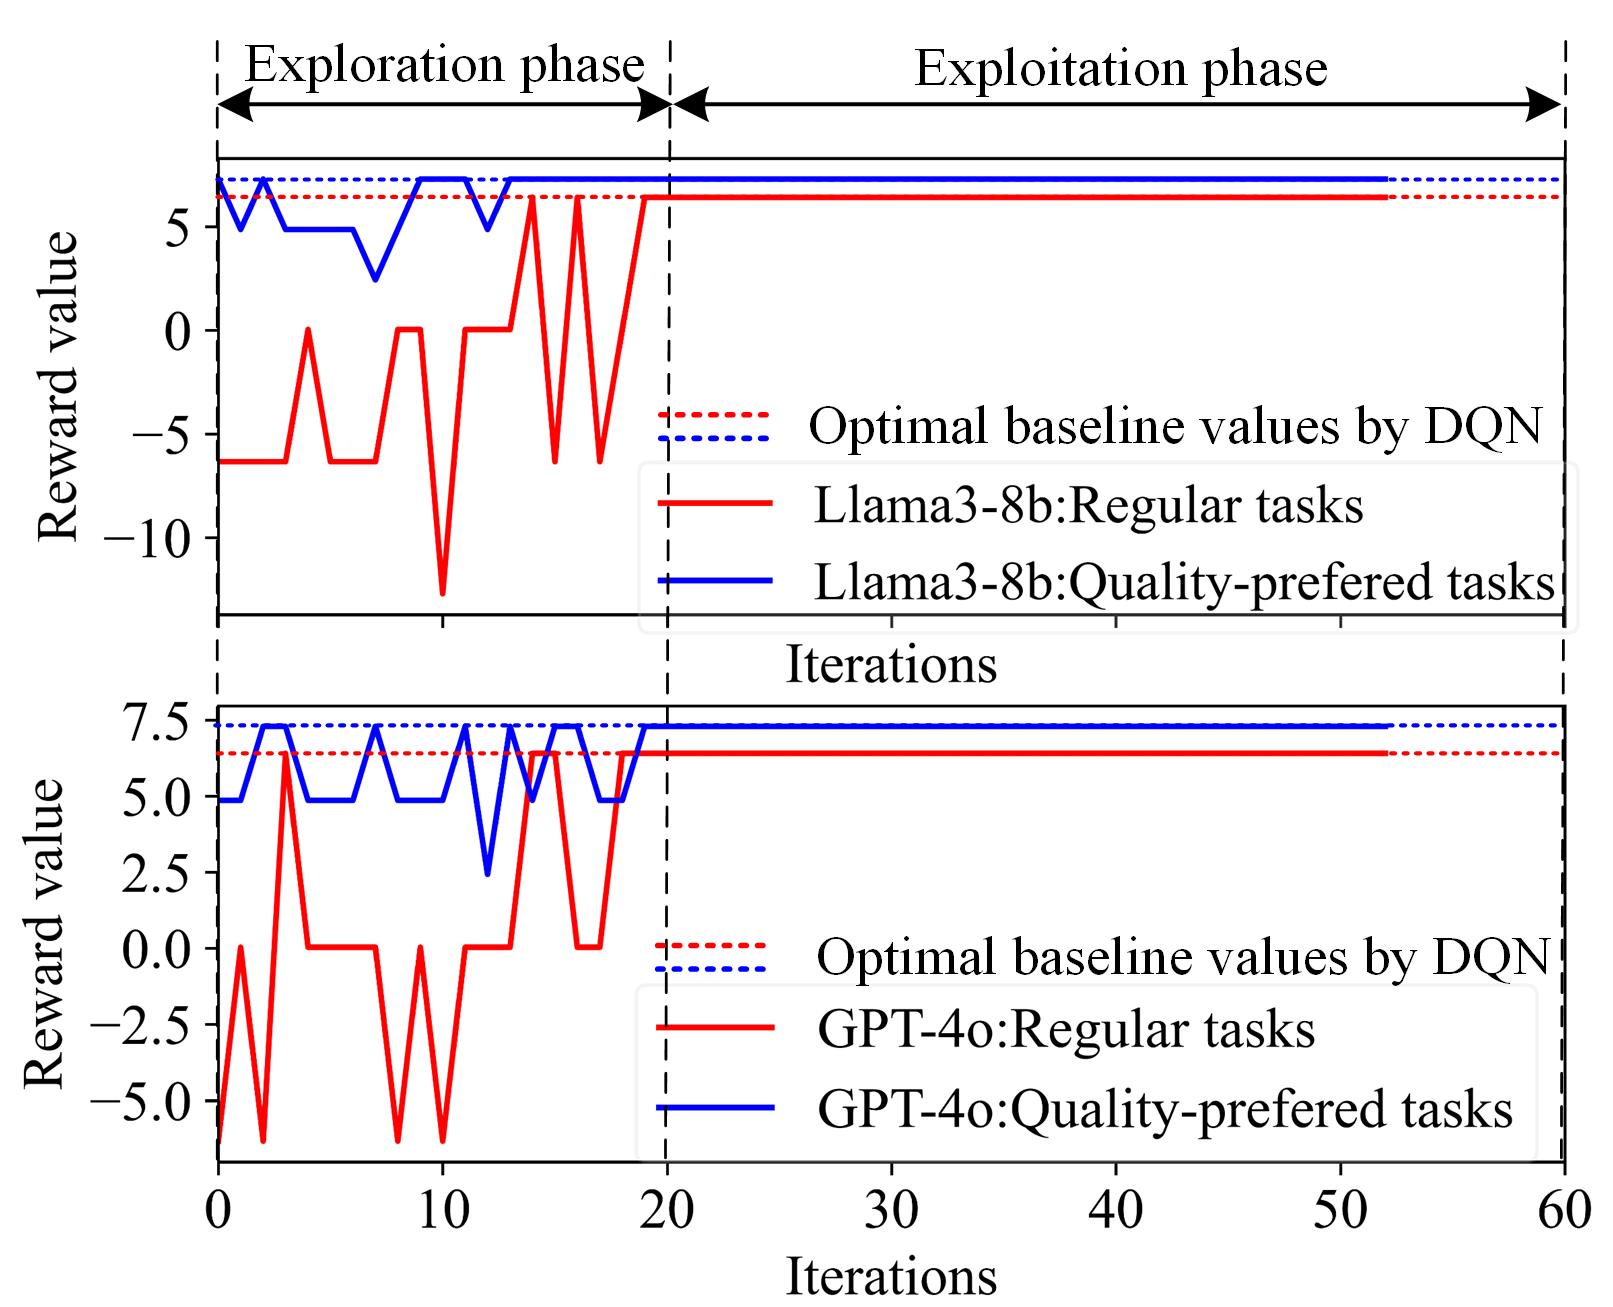 Exploration phase
Exploitation phase
Reward value
5
0
−5
−10
Optimal baseline values by DQN
Llama3-8b:Regular tasks
Llama3-8b:Quality-prefered tasks
Iterations
Reward value
7.5
5.0
2.5
0.0
−2.5
−5.0
Optimal baseline values by DQN
GPT-4o:Regular tasks
GPT-4o:Quality-prefered tasks
0 10 20 30 40 50 60
Iterations